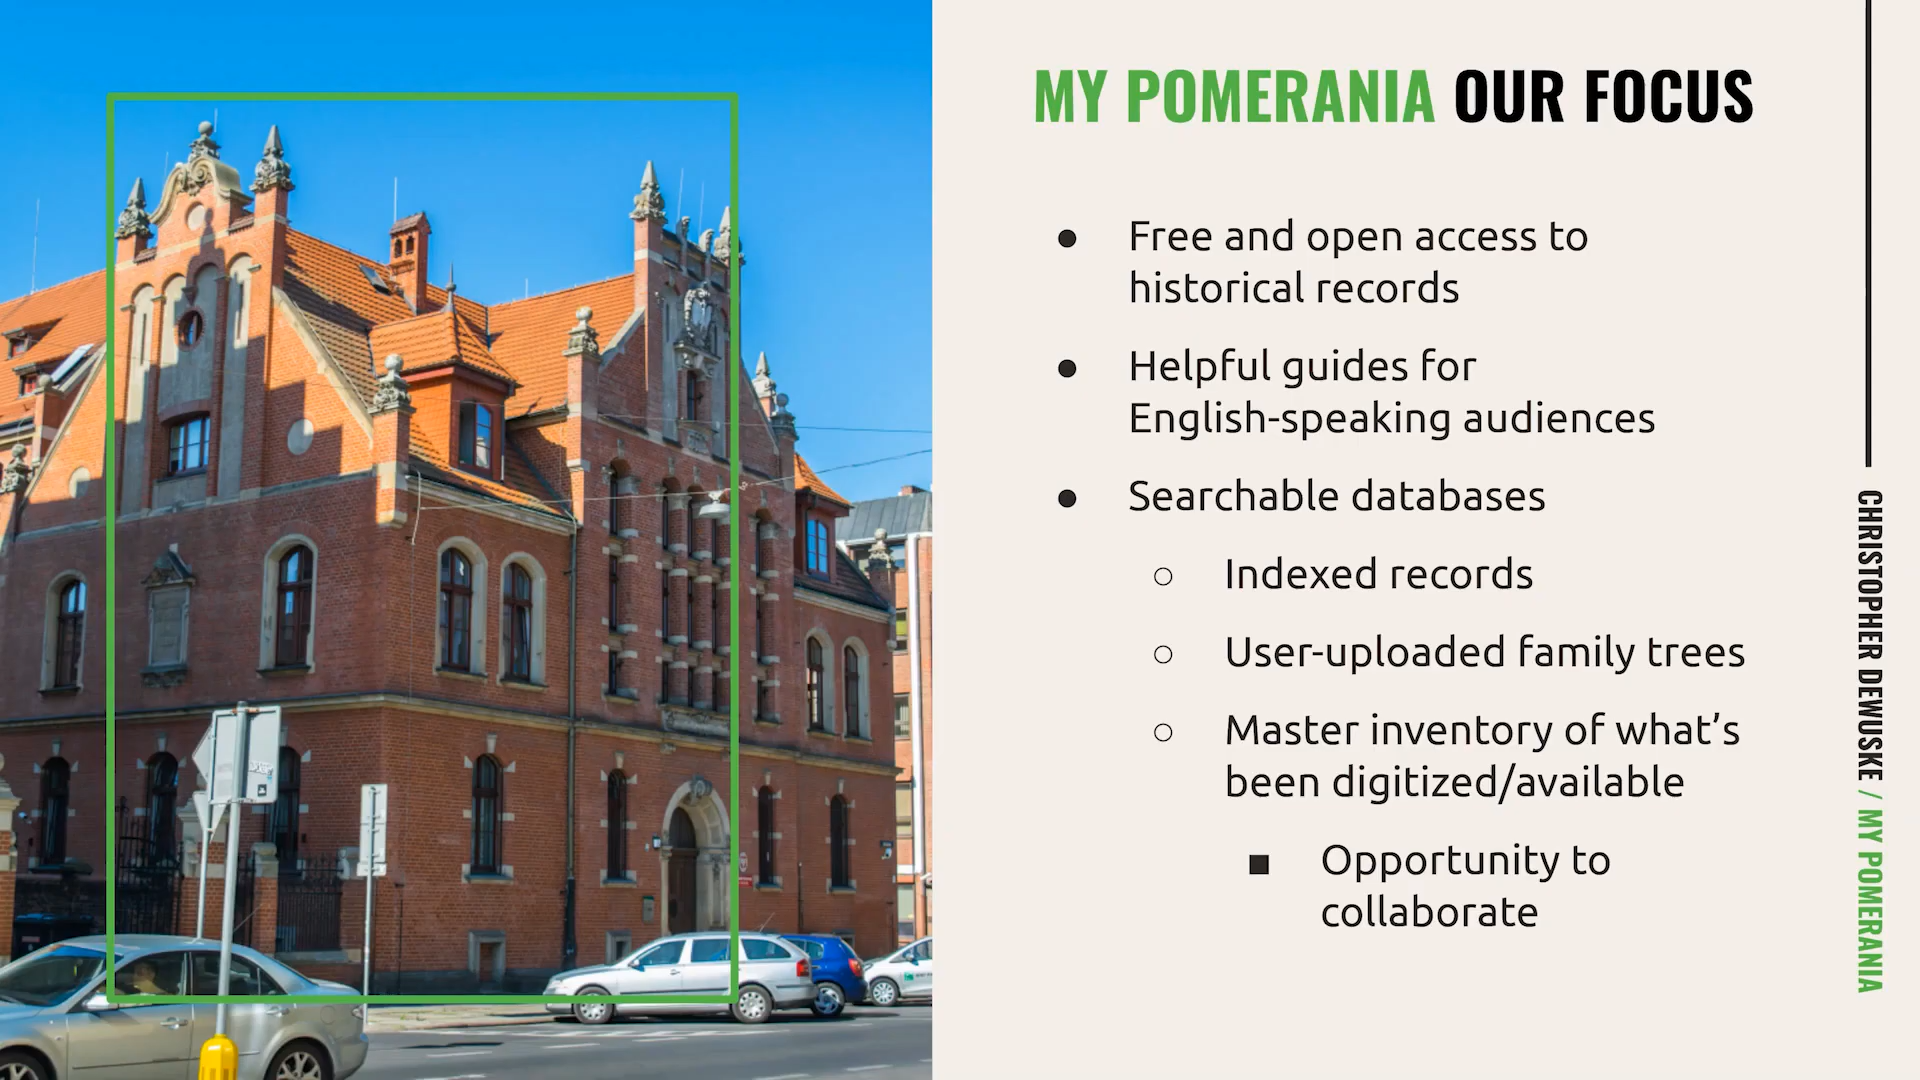 MY POMERANIA OUR FOCUS
● Free and open access to
historical records
● Helpful guides for
English-speaking audiences
● Searchable databases
○ Indexed records
○ User-uploaded family trees
○ Master inventory of what's
been digitized/available
■ Opportunity to
collaborate
CHRISTOPHER DEWUSKE / MY POMERANIA